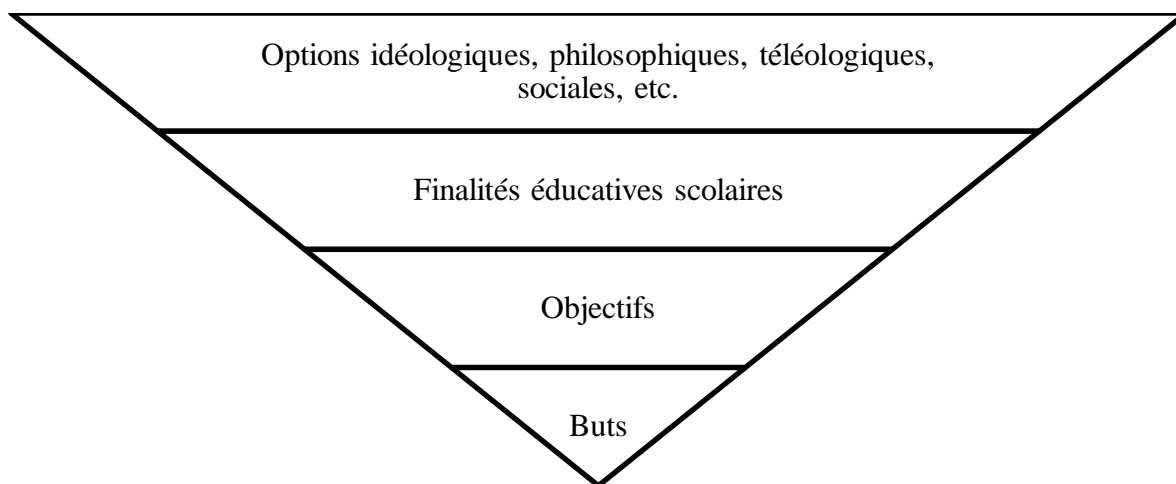 Options idéologiques, philosophiques, téléologiques,
sociales, etc.
Finalités éducatives scolaires
Objectifs
Buts